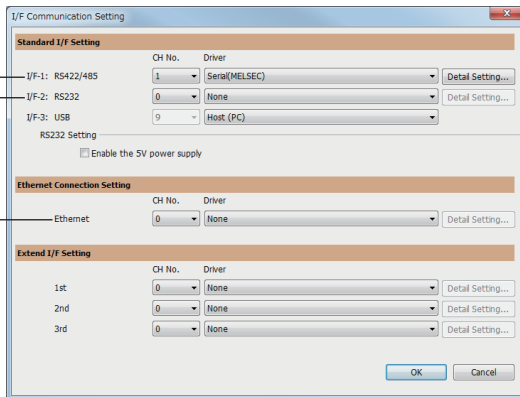 I/F Communication Setting
Standard I/F Setting
CH No. Driver
I/F-1: RS422/485 1 Serial(MELSEC) Detail Setting...
I/F-2: RS232 0 None Detail Setting...
I/F-3: USB 9 Host (PC)
RS232 Setting
Enable the 5V power supply
Ethernet Connection Setting
CH No. Driver
Ethernet 0 None Detail Setting...
Extend I/F Setting
CH No. Driver
1st 0 None Detail Setting...
2nd 0 None Detail Setting...
3rd 0 None Detail Setting...
OK Cancel